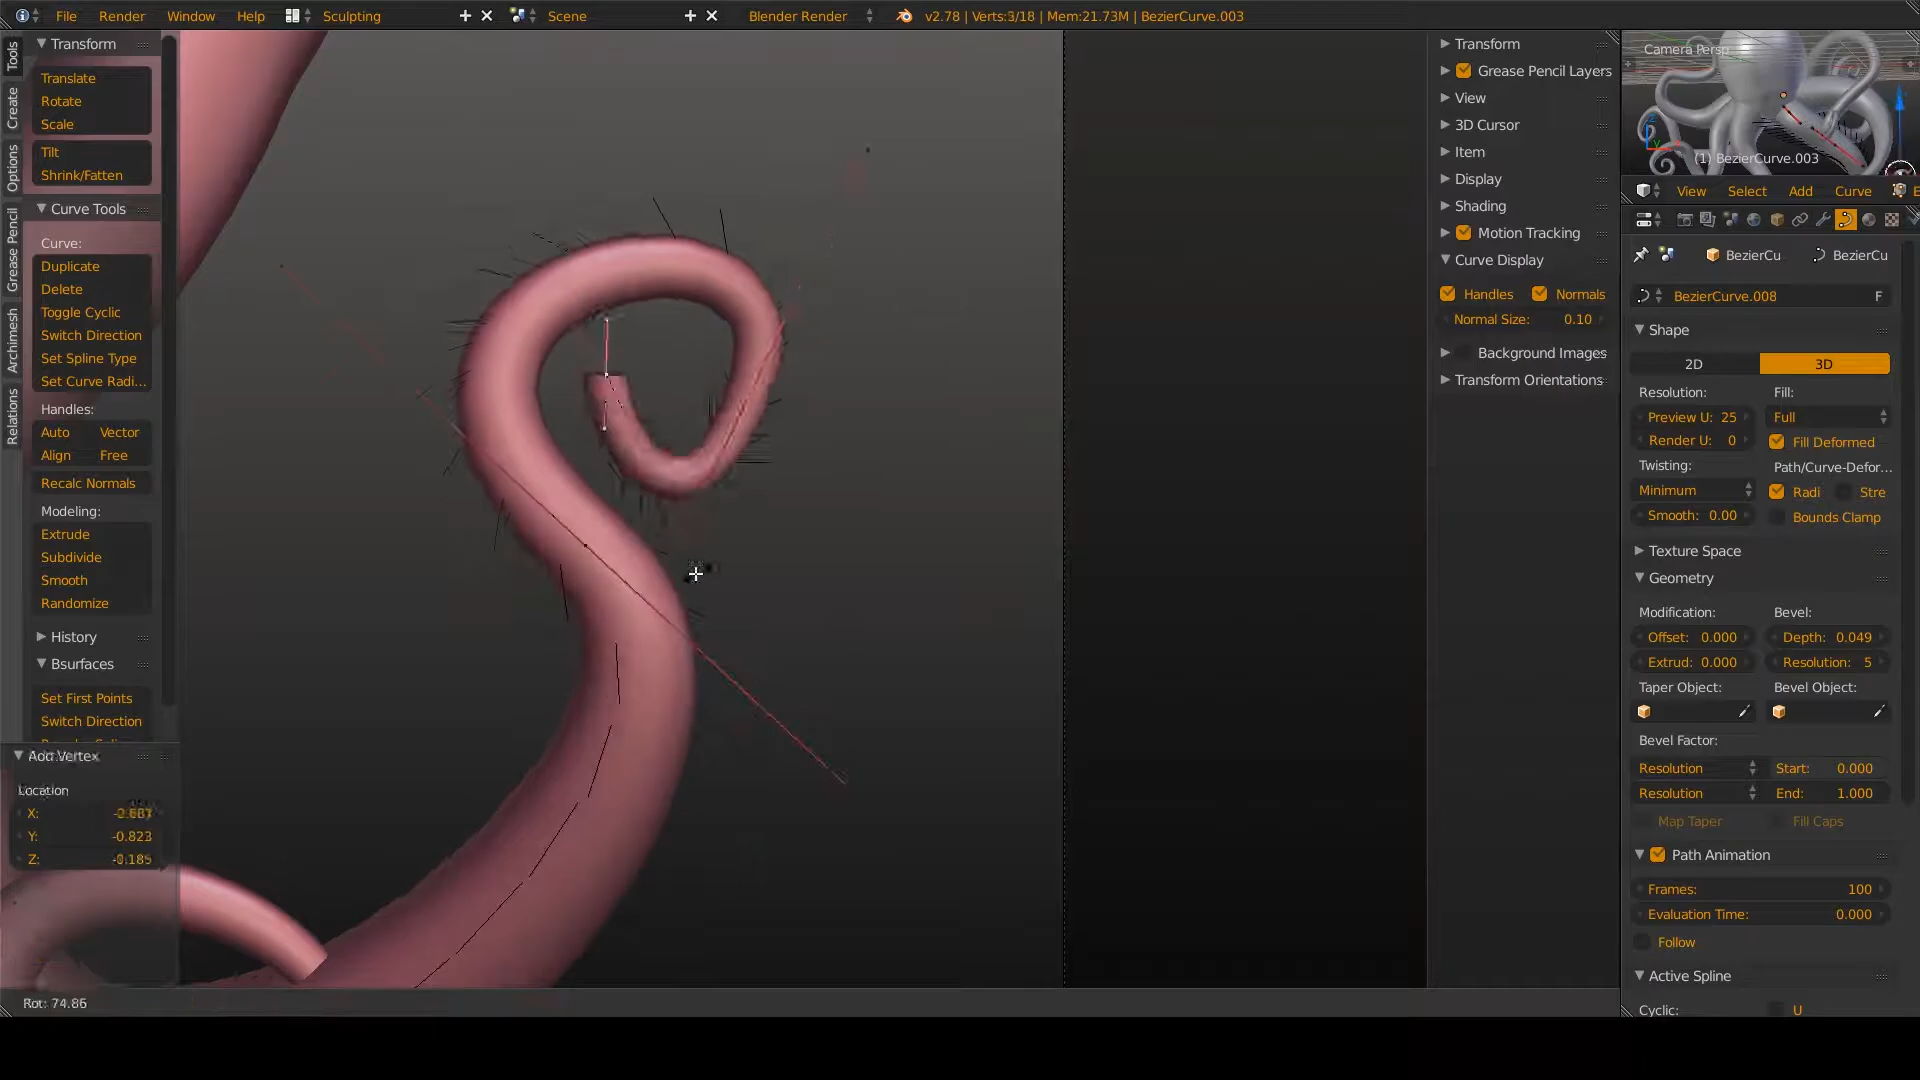 File Render Window Help Sculpting Scene Blender Render v2.78 | Verts:3/18 | Mem:21.73M | BezierCurve.003
Tools
Create
Options
Grease Pencil
Archimesh
Relations
Transform
Translate
Rotate
Scale
Tilt
Shrink/Fatten
Curve Tools
Curve:
Duplicate
Delete
Toggle Cyclic
Switch Direction
Set Spline Type
Set Curve Radi...
Handles:
Auto Vector
Align Free
Recalc Normals
Modeling:
Extrude
Subdivide
Smooth
Randomize
History
Bsurfaces
Set First Points
Switch Direction
Add Vertex
Location
X:
Y: -0.823
Z: -0.185
Rot: 74.86
Transform
Grease Pencil Layers
View
3D Cursor
Item
Display
Shading
Motion Tracking
Curve Display
Handles Normals
Normal Size: 0.10
Background Images
Transform Orientations
Camera Persp
(1) BezierCurve.003
View Select Add Curve
BezierCu BezierCu
BezierCurve.008 F
Shape
2D 3D
Resolution: Fill:
Preview U: 25 Full
Render U: 0 Fill Deformed
Twisting: Path/Curve-Defor...
Minimum Radi Stre
Smooth: 0.00 Bounds Clamp
Texture Space
Geometry
Modification: Bevel:
Offset: 0.000 Depth: 0.049
Extrud: 0.000 Resolution: 5
Taper Object: Bevel Object:
Bevel Factor:
Resolution Start: 0.000
Resolution End: 1.000
Map Taper Fill Caps
Path Animation
Frames: 100
Evaluation Time: 0.000
Follow
Active Spline
Cyclic: U